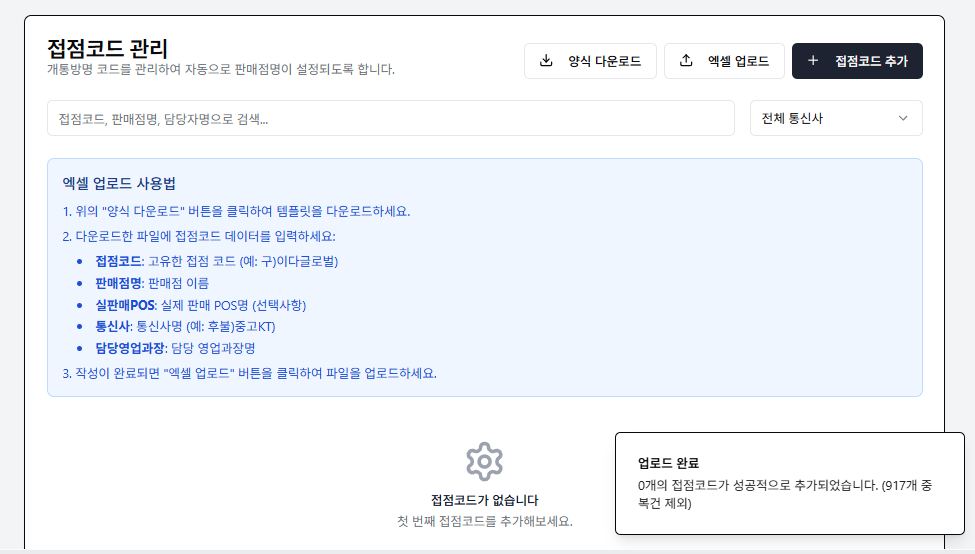 접점코드 관리
개통방명 코드를 관리하여 자동으로 판매점명이 설정되도록 합니다.
양식 다운로드
엑셀 업로드
접점코드 추가
접점코드, 판매점명, 담당자명으로 검색...
전체 통신사
엑셀 업로드 사용법
1. 위의 "양식 다운로드" 버튼을 클릭하여 템플릿을 다운로드하세요.
2. 다운로드한 파일에 접점코드 데이터를 입력하세요:
• 접점코드: 고유한 접점 코드 (예: 구)이다글로벌)
• 판매점명: 판매점 이름
• 실판매POS: 실제 판매 POS명 (선택사항)
• 통신사: 통신사명 (예: 후불)중고KT)
• 담당영업과장: 담당 영업과장명
3. 작성이 완료되면 "엑셀 업로드" 버튼을 클릭하여 파일을 업로드하세요.
접점코드가 없습니다
첫 번째 접점코드를 추가해보세요.
업로드 완료
0개의 접점코드가 성공적으로 추가되었습니다. (917개 중
복건 제외)